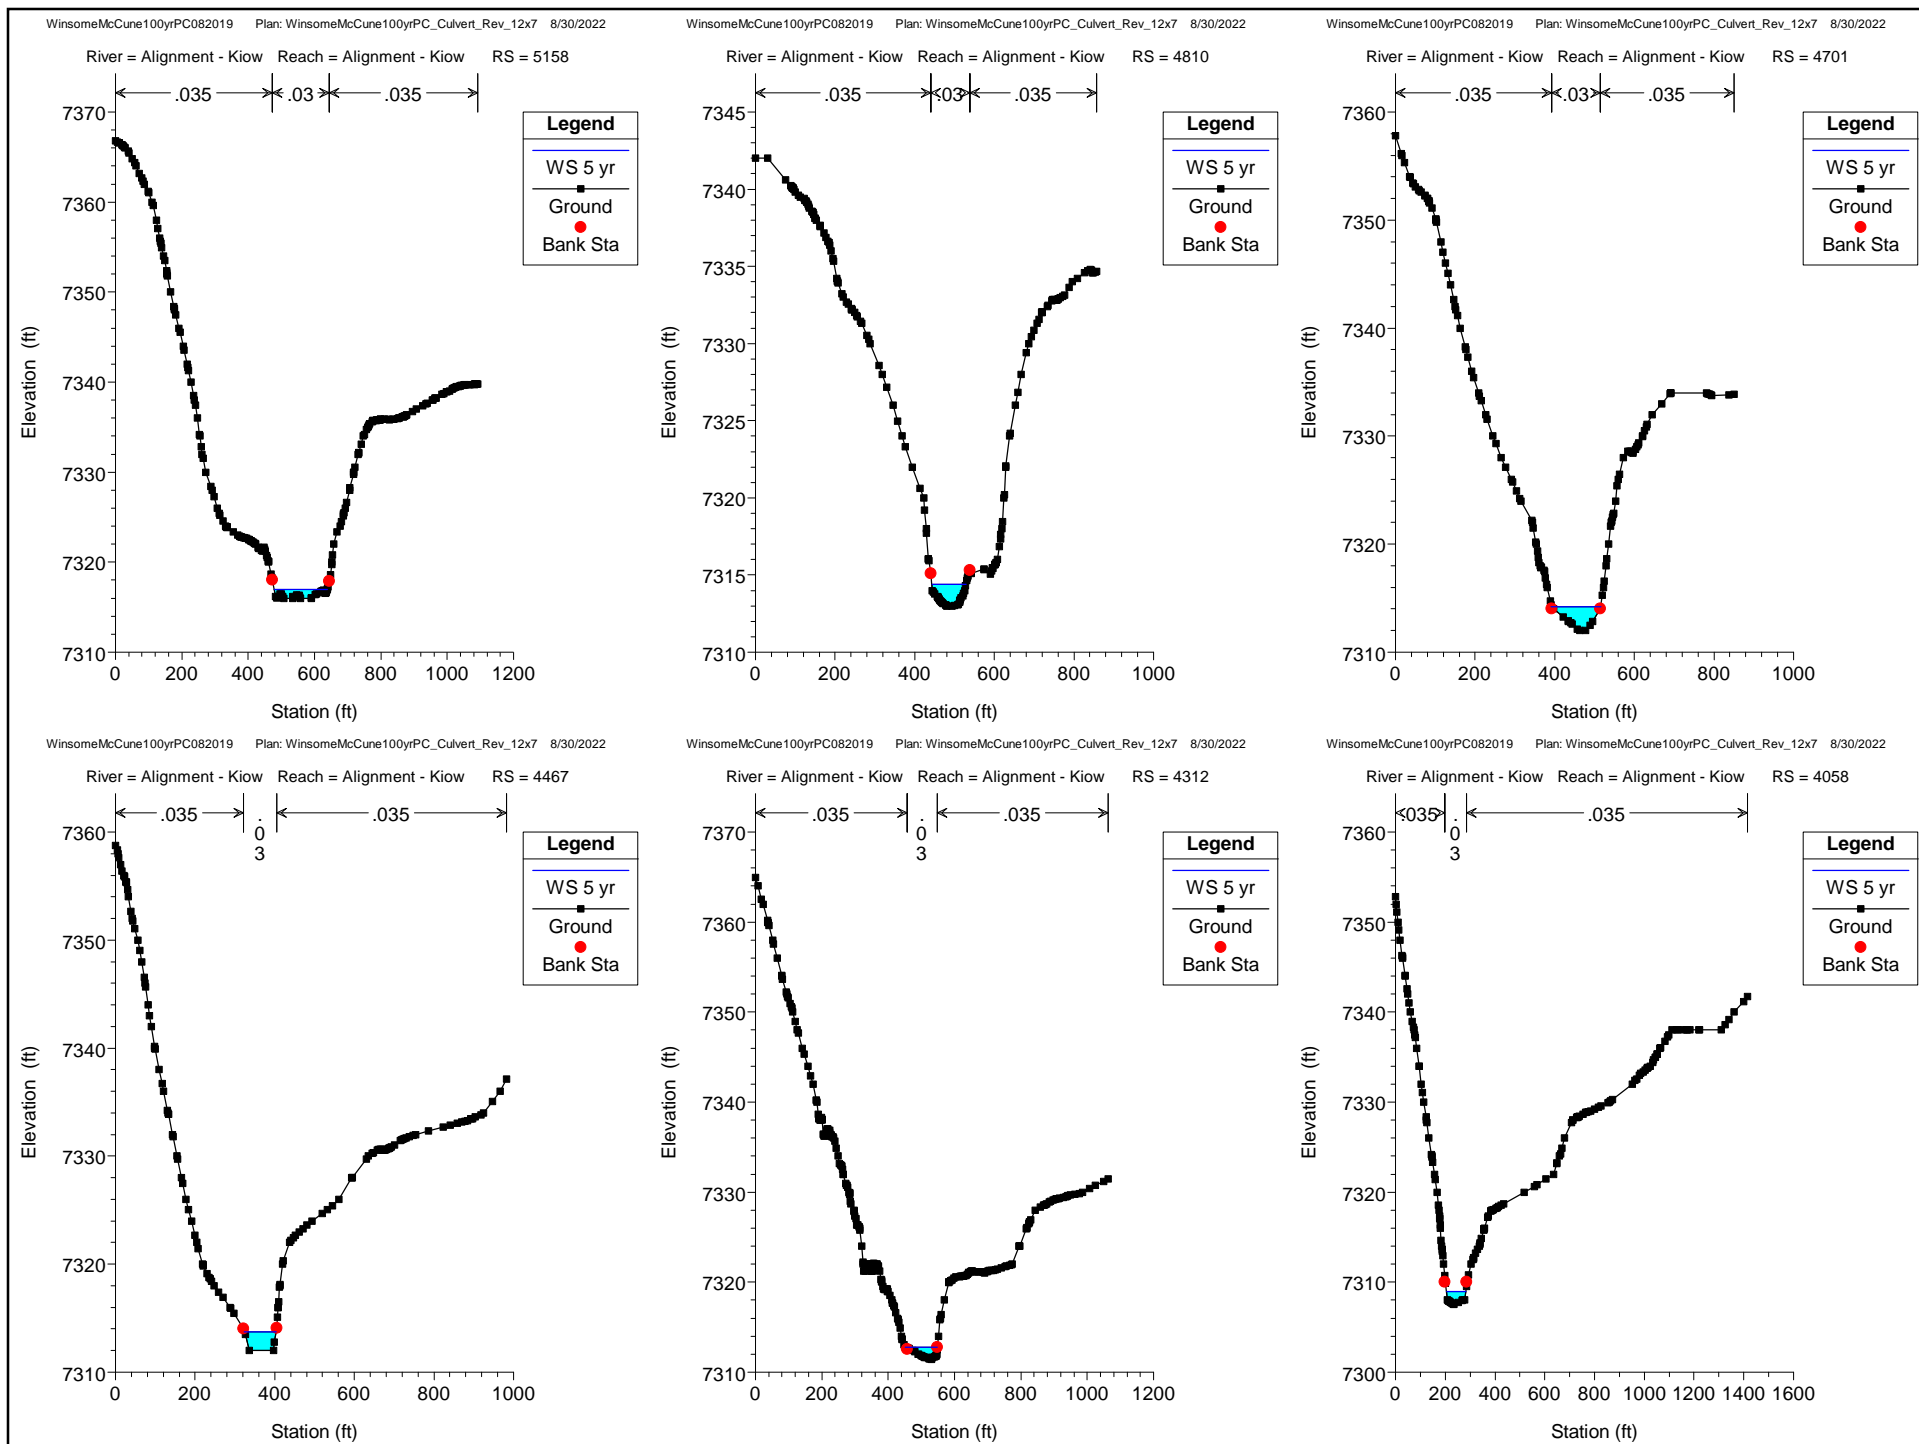 WinsomeMcCune100yrPC082019 Plan: WinsomeMcCune100yrPC_Culvert_Rev_12x7 8/30/2022
River = Alignment - Kiow Reach = Alignment - Kiow RS = 5158
.035 .03 .035
Legend
WS 5 yr
Ground
Bank Sta
7370
7360
7350
7340
7330
7320
7310
Elevation (ft)
0 200 400 600 800 1000 1200
Station (ft)
WinsomeMcCune100yrPC082019 Plan: WinsomeMcCune100yrPC_Culvert_Rev_12x7 8/30/2022
River = Alignment - Kiow Reach = Alignment - Kiow RS = 4810
.035 .03 .035
Legend
WS 5 yr
Ground
Bank Sta
7345
7340
7335
7330
7325
7320
7315
7310
Elevation (ft)
0 200 400 600 800 1000
Station (ft)
WinsomeMcCune100yrPC082019 Plan: WinsomeMcCune100yrPC_Culvert_Rev_12x7 8/30/2022
River = Alignment - Kiow Reach = Alignment - Kiow RS = 4701
.035 .03 .035
Legend
WS 5 yr
Ground
Bank Sta
7360
7350
7340
7330
7320
7310
Elevation (ft)
0 200 400 600 800 1000
Station (ft)
WinsomeMcCune100yrPC082019 Plan: WinsomeMcCune100yrPC_Culvert_Rev_12x7 8/30/2022
River = Alignment - Kiow Reach = Alignment - Kiow RS = 4467
.035 .03 .035
Legend
WS 5 yr
Ground
Bank Sta
7360
7350
7340
7330
7320
7310
Elevation (ft)
0 200 400 600 800 1000
Station (ft)
WinsomeMcCune100yrPC082019 Plan: WinsomeMcCune100yrPC_Culvert_Rev_12x7 8/30/2022
River = Alignment - Kiow Reach = Alignment - Kiow RS = 4312
.035 .03 .035
Legend
WS 5 yr
Ground
Bank Sta
7370
7360
7350
7340
7330
7320
7310
Elevation (ft)
0 200 400 600 800 1000 1200
Station (ft)
WinsomeMcCune100yrPC082019 Plan: WinsomeMcCune100yrPC_Culvert_Rev_12x7 8/30/2022
River = Alignment - Kiow Reach = Alignment - Kiow RS = 4058
.035 .03 .035
Legend
WS 5 yr
Ground
Bank Sta
7360
7350
7340
7330
7320
7310
7300
Elevation (ft)
0 200 400 600 800 1000 1200 1400 1600
Station (ft)